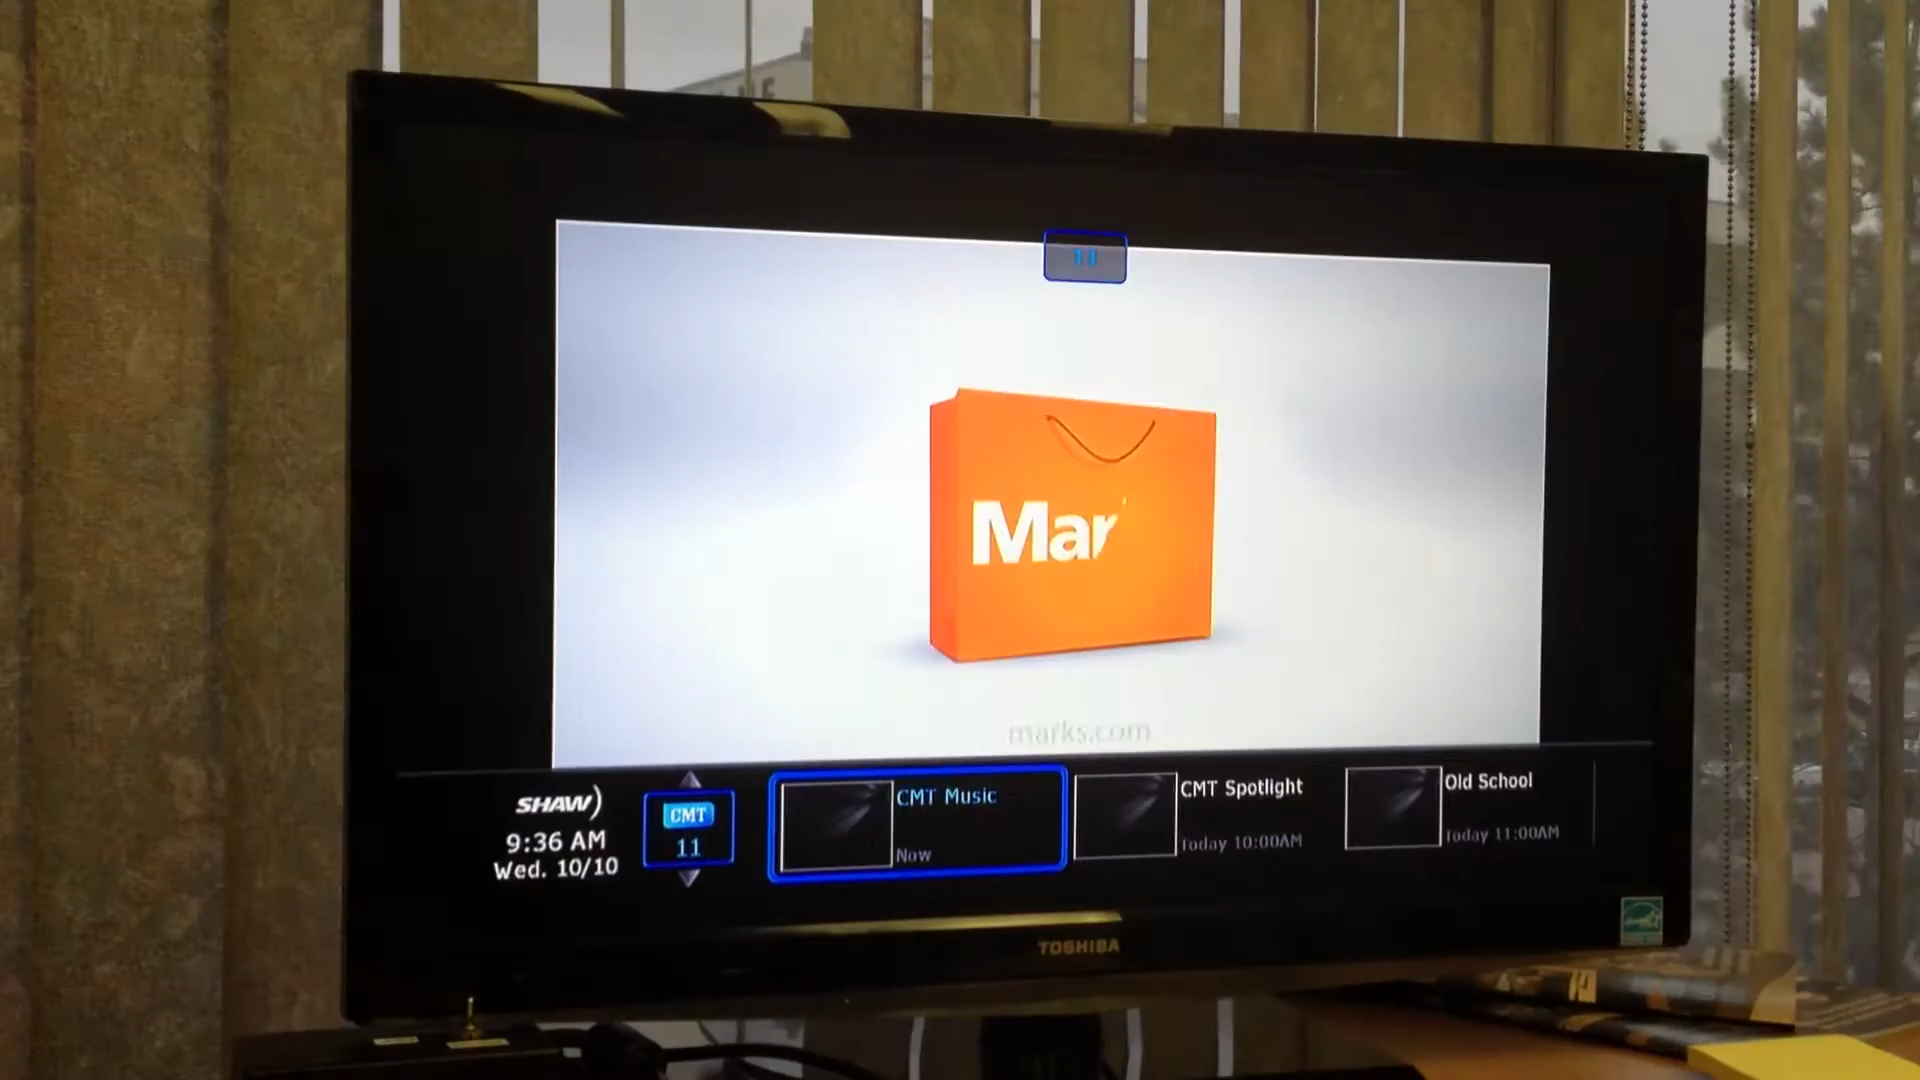 11
Mar
marks.com
SHAW)
9:36 AM
Wed. 10/10
CMT
11
CMT Music
Now
CMT Spotlight
Today 10:00AM
Old School
Today 11:00AM
TOSHIBA